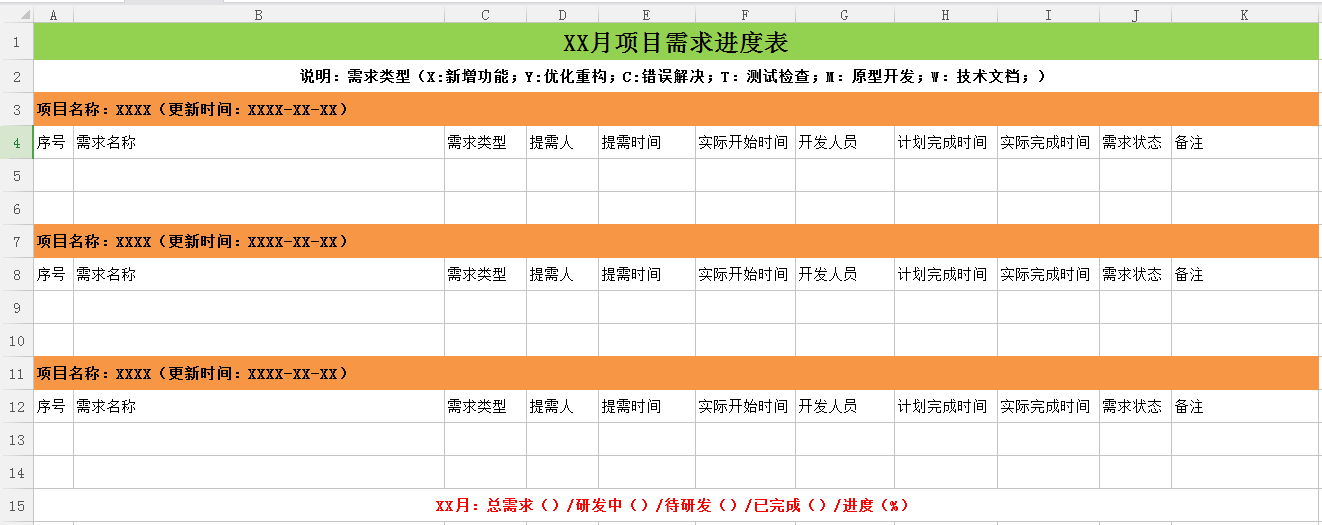 A B C D E F G H I J K
1 XX月项目需求进度表
2 说明：需求类型（X:新增功能；Y:优化重构；C:错误解决；T：测试检查；M：原型开发；W：技术文档；）
3 项目名称：XXXX（更新时间：XXXX-XX-XX）
4 序号 需求名称 需求类型 提需人 提需时间 实际开始时间 开发人员 计划完成时间 实际完成时间 需求状态 备注
5
6
7 项目名称：XXXX（更新时间：XXXX-XX-XX）
8 序号 需求名称 需求类型 提需人 提需时间 实际开始时间 开发人员 计划完成时间 实际完成时间 需求状态 备注
9
10
11 项目名称：XXXX（更新时间：XXXX-XX-XX）
12 序号 需求名称 需求类型 提需人 提需时间 实际开始时间 开发人员 计划完成时间 实际完成时间 需求状态 备注
13
14
15 XX月：总需求（）/研发中（）/待研发（）/已完成（）/进度（%）